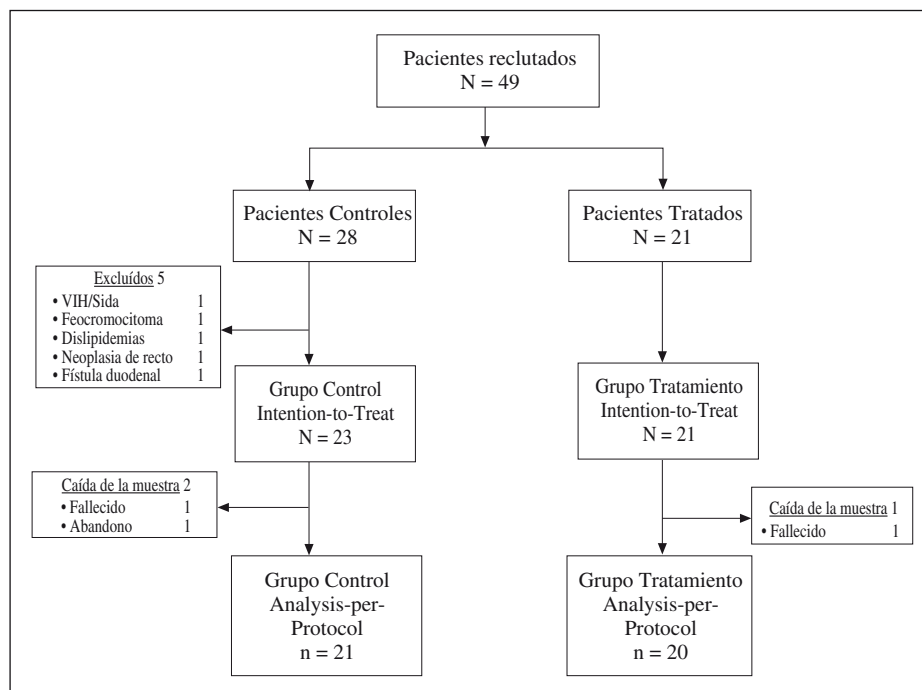 Pacientes reclutados
N = 49
Pacientes Controles
N = 28
Pacientes Tratados
N = 21
Excluídos 5
• VIH/Sida 1
• Feocromocitoma 1
• Dislipidemias 1
• Neoplasia de recto 1
• Fístula duodenal 1
Grupo Control
Intention-to-Treat
N = 23
Grupo Tratamiento
Intention-to-Treat
N = 21
Caída de la muestra 2
• Fallecido 1
• Abandono 1
Caída de la muestra 1
• Fallecido 1
Grupo Control
Analysis-per-
Protocol
n = 21
Grupo Tratamiento
Analysis-per-
Protocol
n = 20